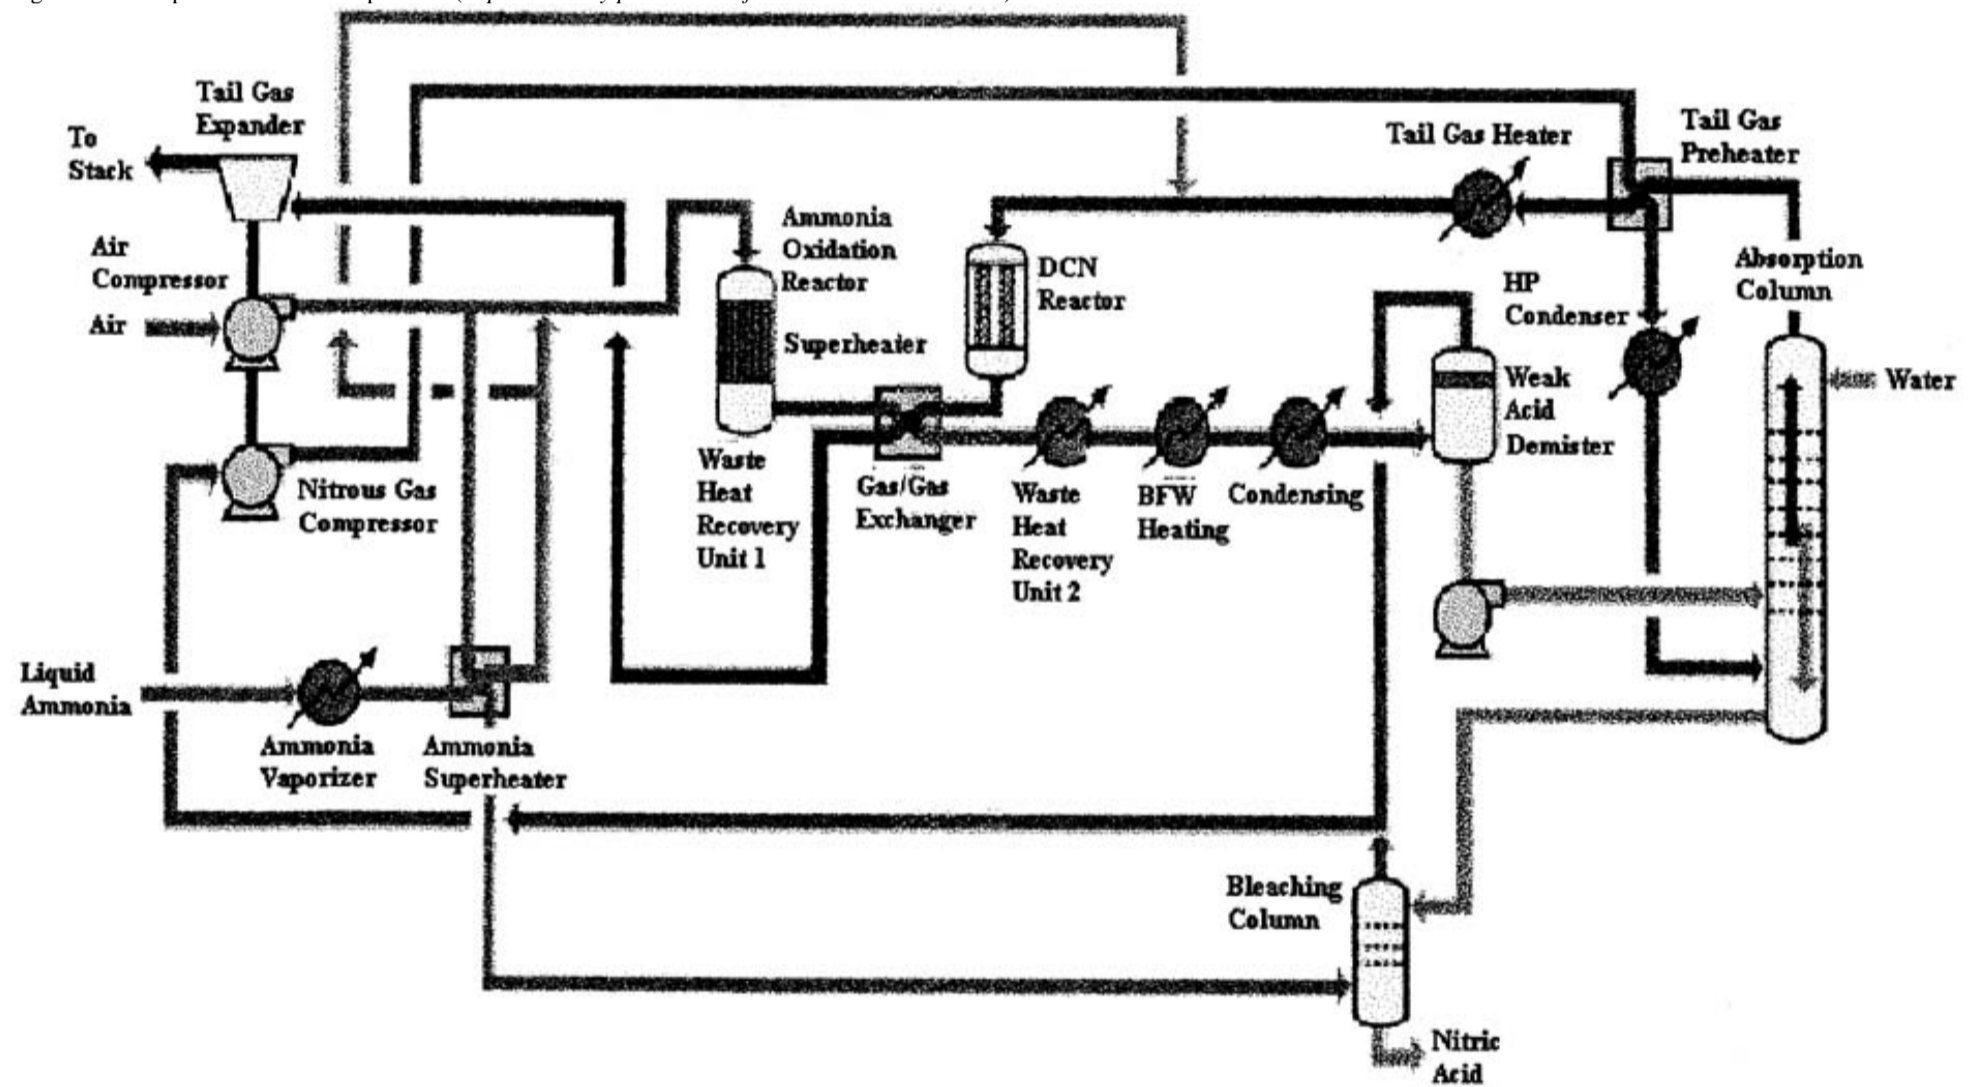 Tail Gas
Expander
To
Stack
Air
Compressor
Air
Nitrous Gas
Compressor
Liquid
Ammonia
Ammonia
Vaporizer
Ammonia
Superheater
Ammonia
Oxidation
Reactor
Superheater
Waste
Heat
Recovery
Unit 1
DCN
Reactor
Gas/Gas
Exchanger
Waste
Heat
Recovery
Unit 2
BFW
Heating
Condensing
Tail Gas Heater
Tail Gas
Preheater
HP
Condenser
Absorption
Column
Weak
Acid
Demister
Water
Bleaching
Column
Nitric
Acid